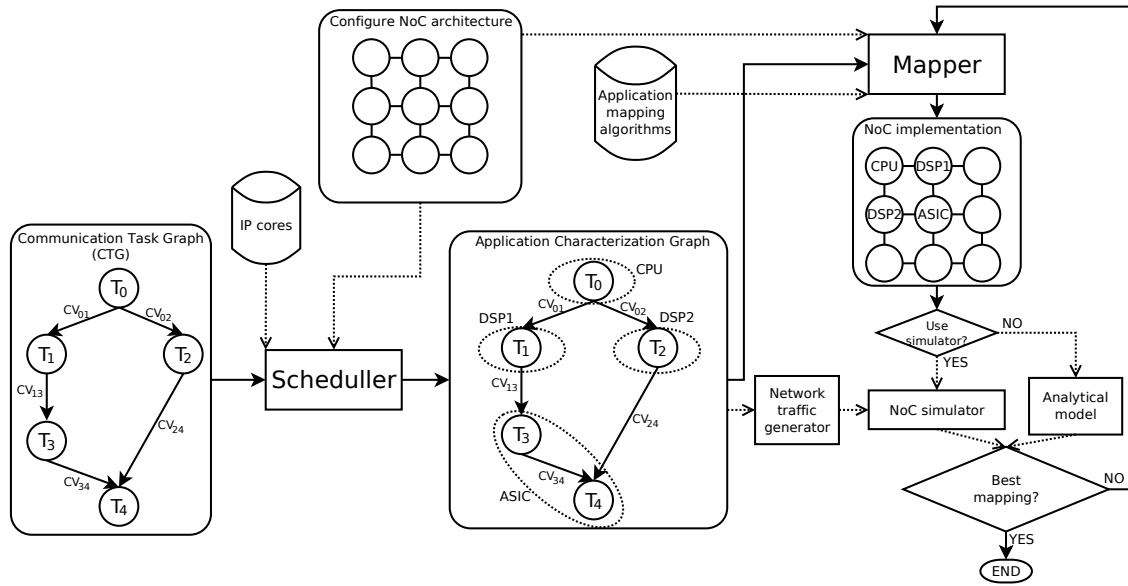 Configure NoC architecture
Application
mapping
algorithms
Mapper
NoC implementation
CPU
DSP1
DSP2
ASIC
IP cores
Communication Task Graph
(CTG)
T0
CV01
CV02
T1
T2
CV13
CV24
T3
CV34
T4
Scheduller
Application Characterization Graph
CPU
T0
CV01
CV02
DSP1
DSP2
T1
T2
CV13
CV24
T3
CV34
ASIC
T4
Network
traffic
generator
Use
simulator?
NO
YES
NoC simulator
Analytical
model
Best
mapping?
NO
YES
END